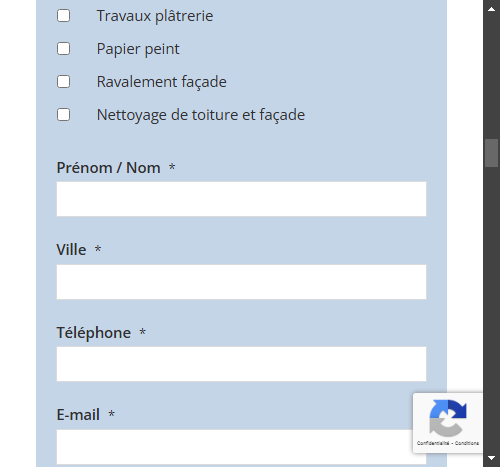 Travaux plâtrerie
Papier peint
Ravalement façade
Nettoyage de toiture et façade
Prénom / Nom *
Ville *
Téléphone *
E-mail *
Confidentialité - Conditions